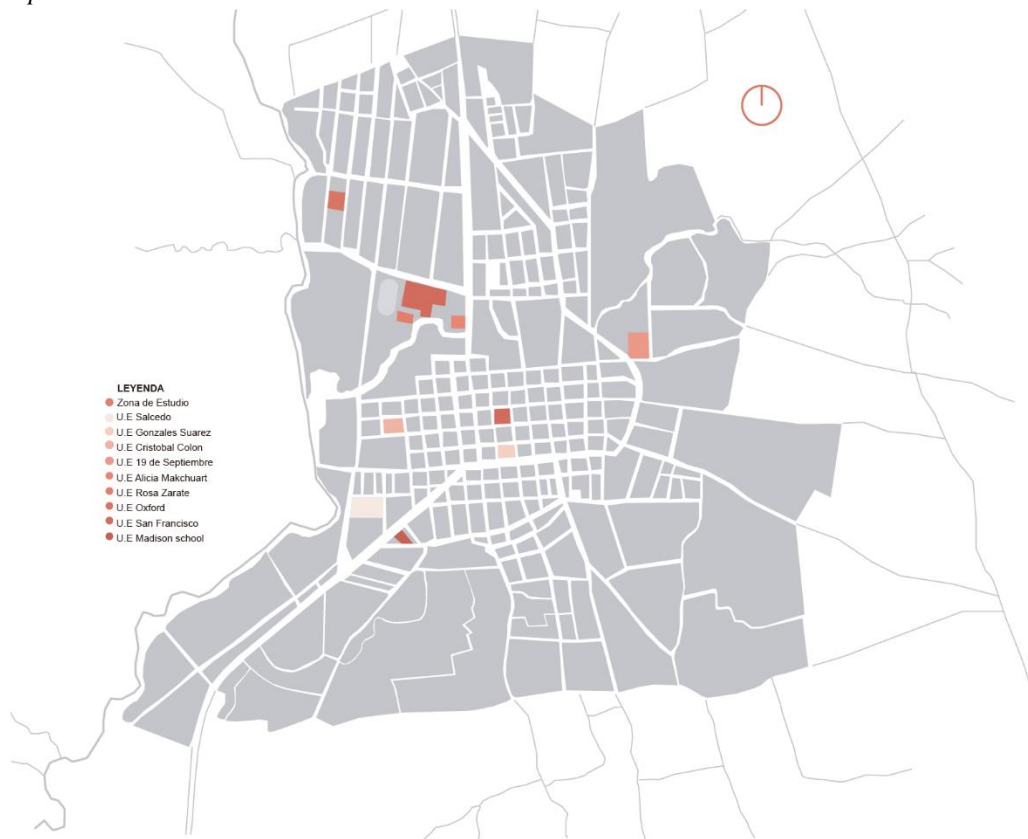 LEYENDA
Zona de Estudio
U.E Salcedo
U.E Gonzales Suarez
U.E Cristobal Colon
U.E 19 de Septiembre
U.E Alicia Makchuart
U.E Rosa Zarate
U.E Oxford
U.E San Francisco
U.E Madison school